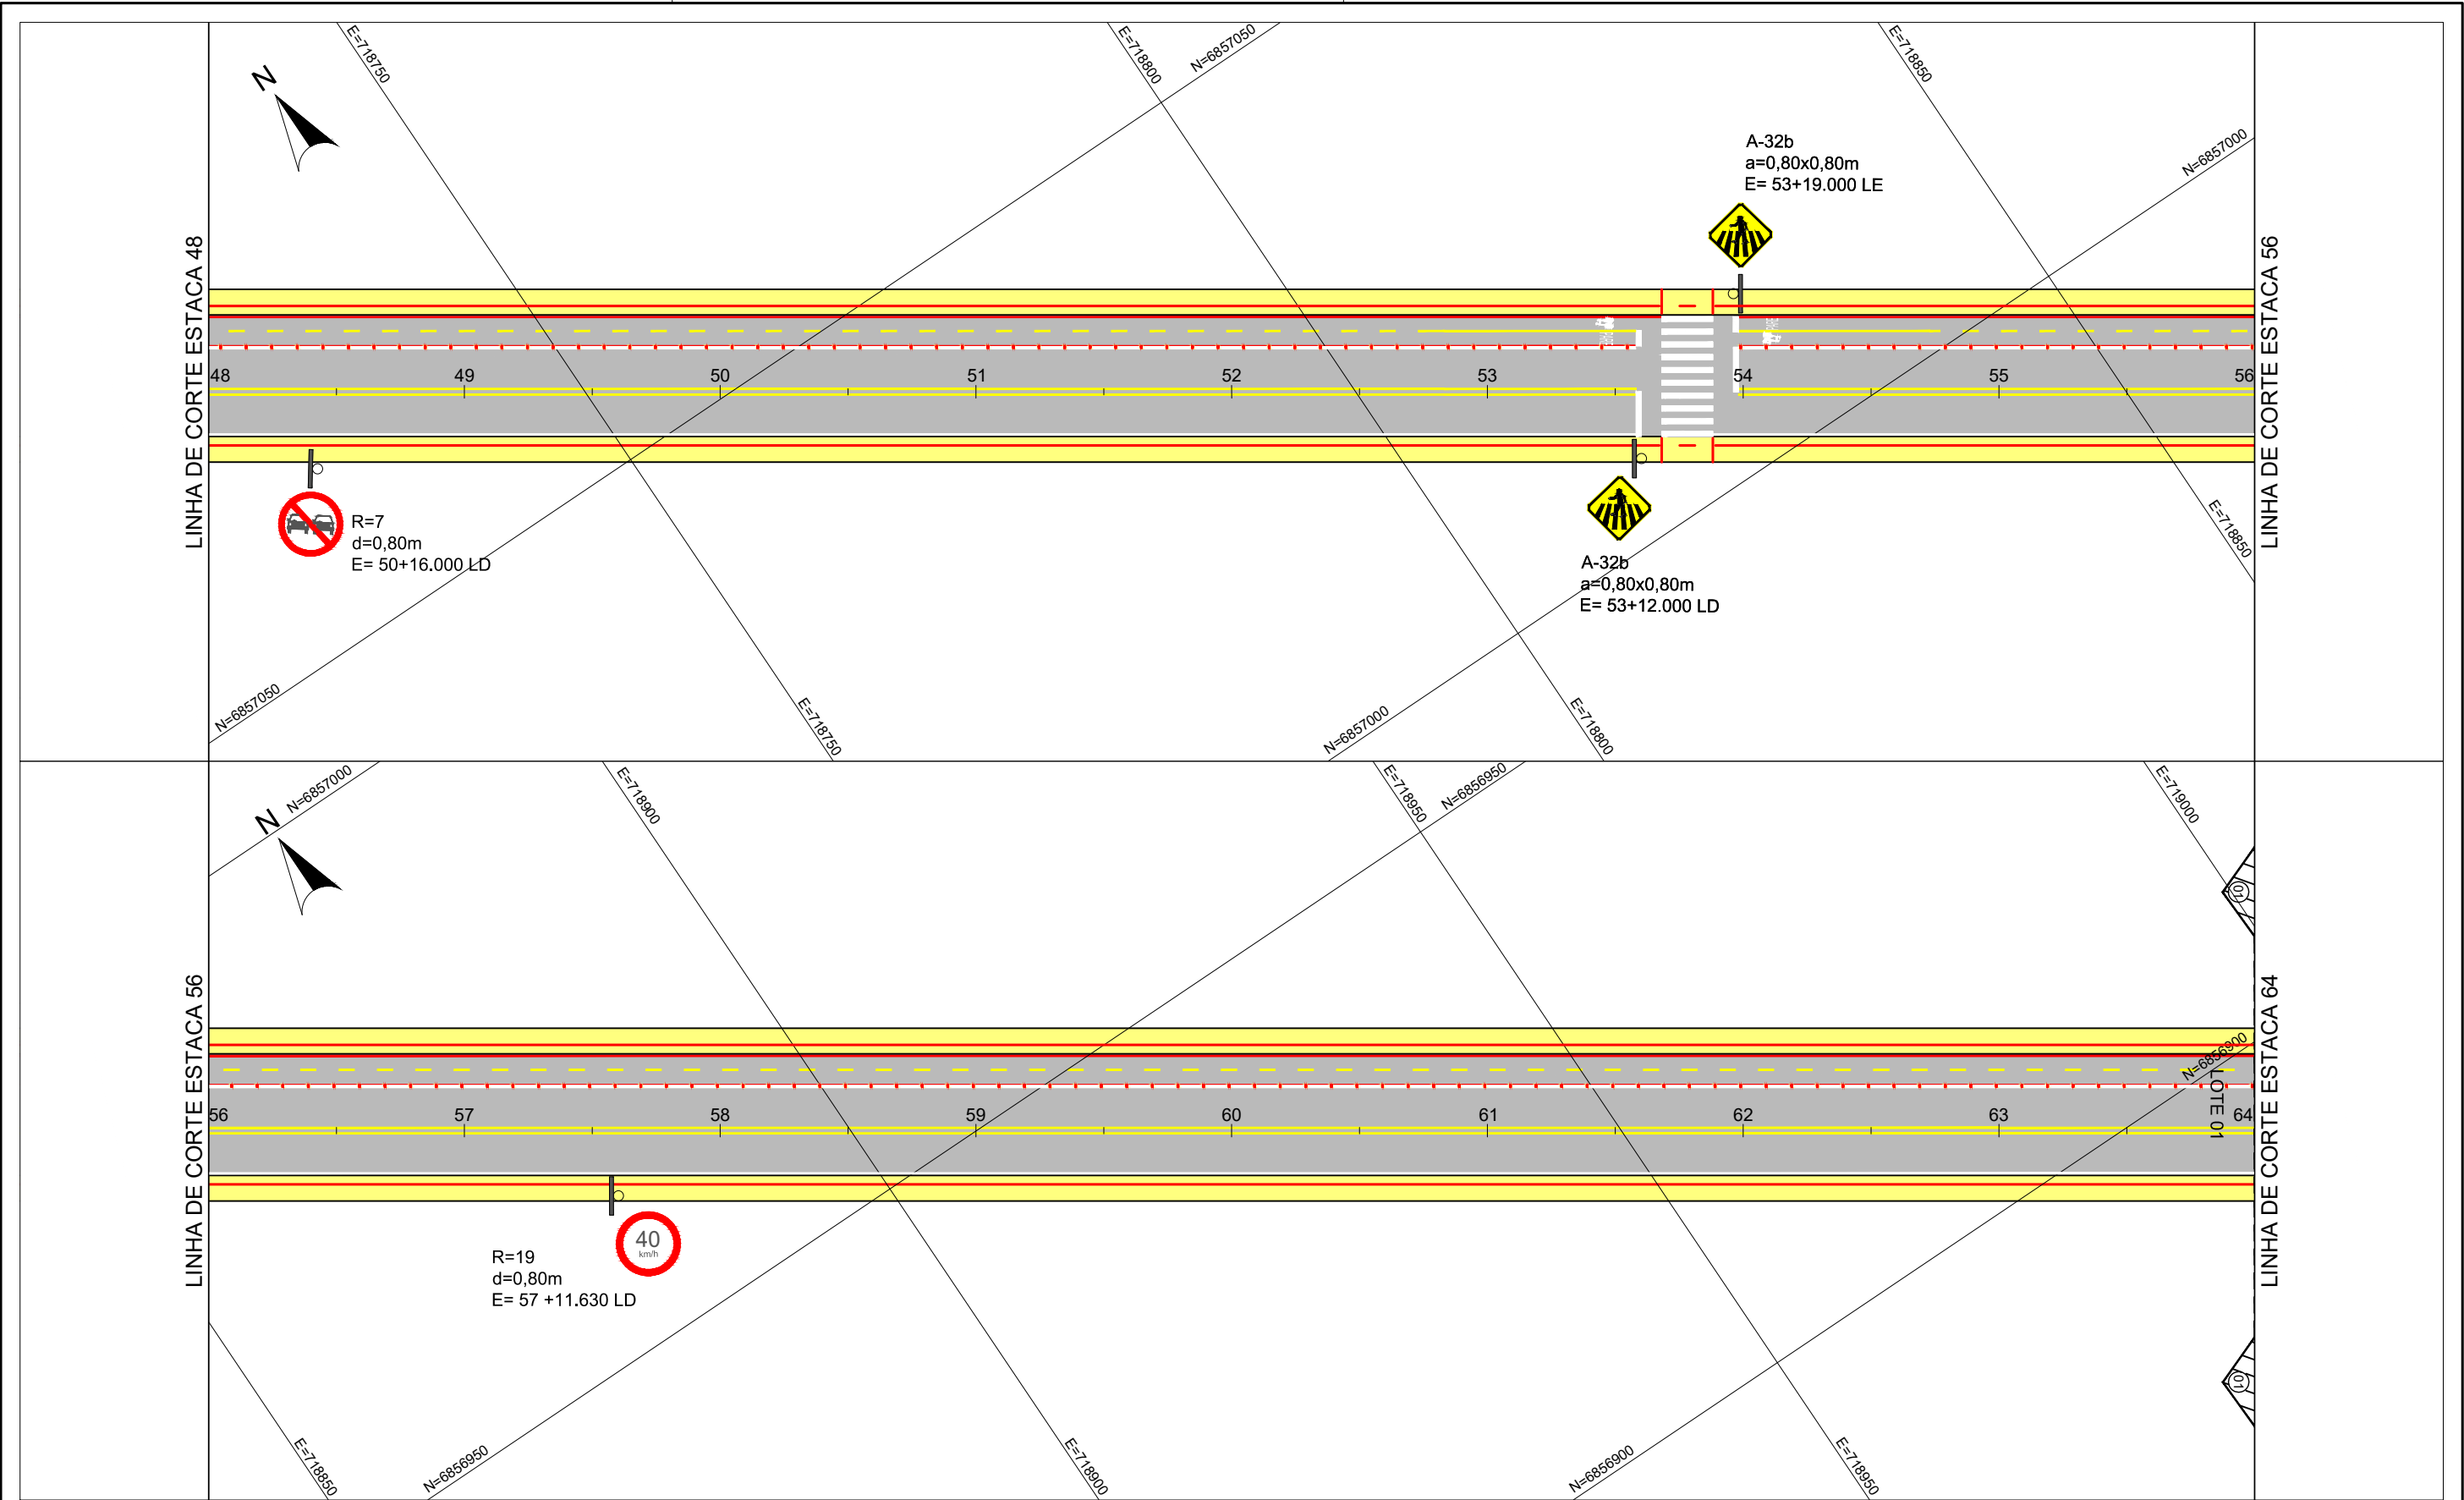 E=718750
E=718800
N=6857050
E=718850
N
N=6857000
A-32b
a=0,80x0,80m
E= 53+19.000 LE
LINHA DE CORTE ESTACA 48
LINHA DE CORTE ESTACA 56
48
49
50
51
52
53
54
55
56
R=7
d=0,80m
E= 50+16.000 LD
A-32b
a=0,80x0,80m
E= 53+12.000 LD
E=718850
N=6857050
E=718750
N=6857000
E=718800
N=6857000
E=718900
E=718950
N=6856950
E=719000
N
01
LINHA DE CORTE ESTACA 56
LINHA DE CORTE ESTACA 64
N=6856900
LOTE 01
56
57
58
59
60
61
62
63
64
40
km/h
R=19
d=0,80m
E= 57 +11.630 LD
01
E=718850
N=6856950
E=718900
N=6856900
E=718950